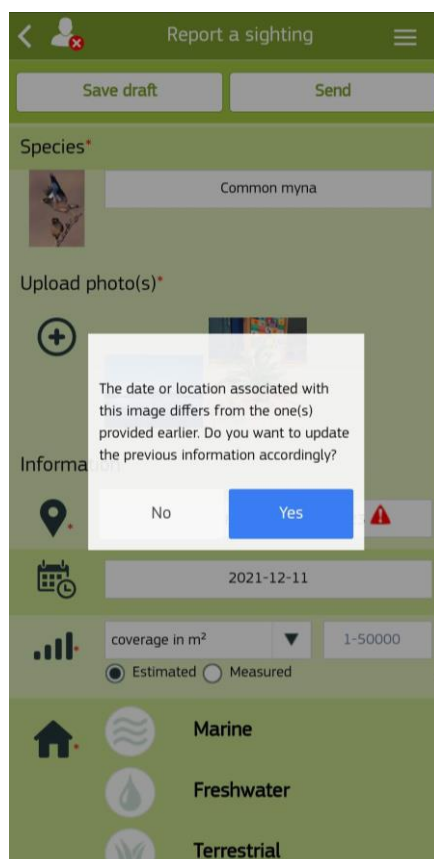 Report a sighting
Save draft
Send
Species*
Common myna
Upload photo(s)*
The date or location associated with
this image differs from the one(s)
provided earlier. Do you want to update
the previous information accordingly?
No
Yes
2021-12-11
coverage in m²
1-50000
Estimated
Measured
Marine
Freshwater
Terrestrial